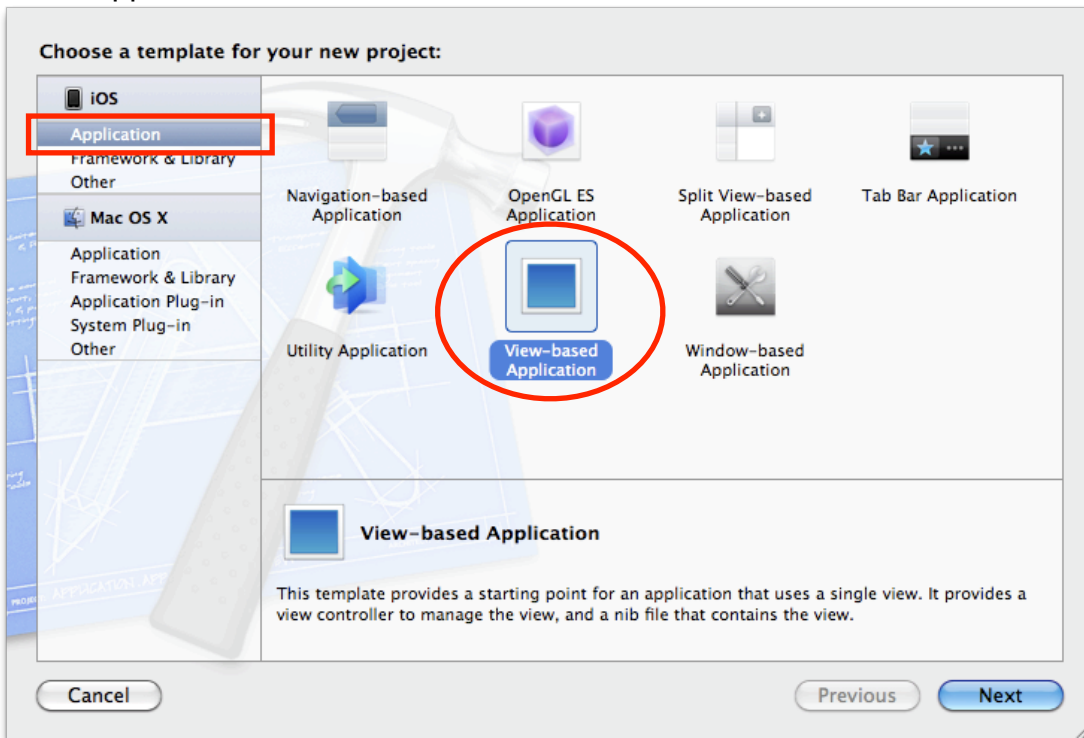 Choose a template for your new project:
iOS
Application
Framework & Library
Other
Mac OS X
Application
Framework & Library
Application Plug-in
System Plug-in
Other
Navigation-based
Application
OpenGL ES
Application
Split View-based
Application
Tab Bar Application
Utility Application
View-based
Application
Window-based
Application
View-based Application
This template provides a starting point for an application that uses a single view. It provides a
view controller to manage the view, and a nib file that contains the view.
Cancel
Previous
Next